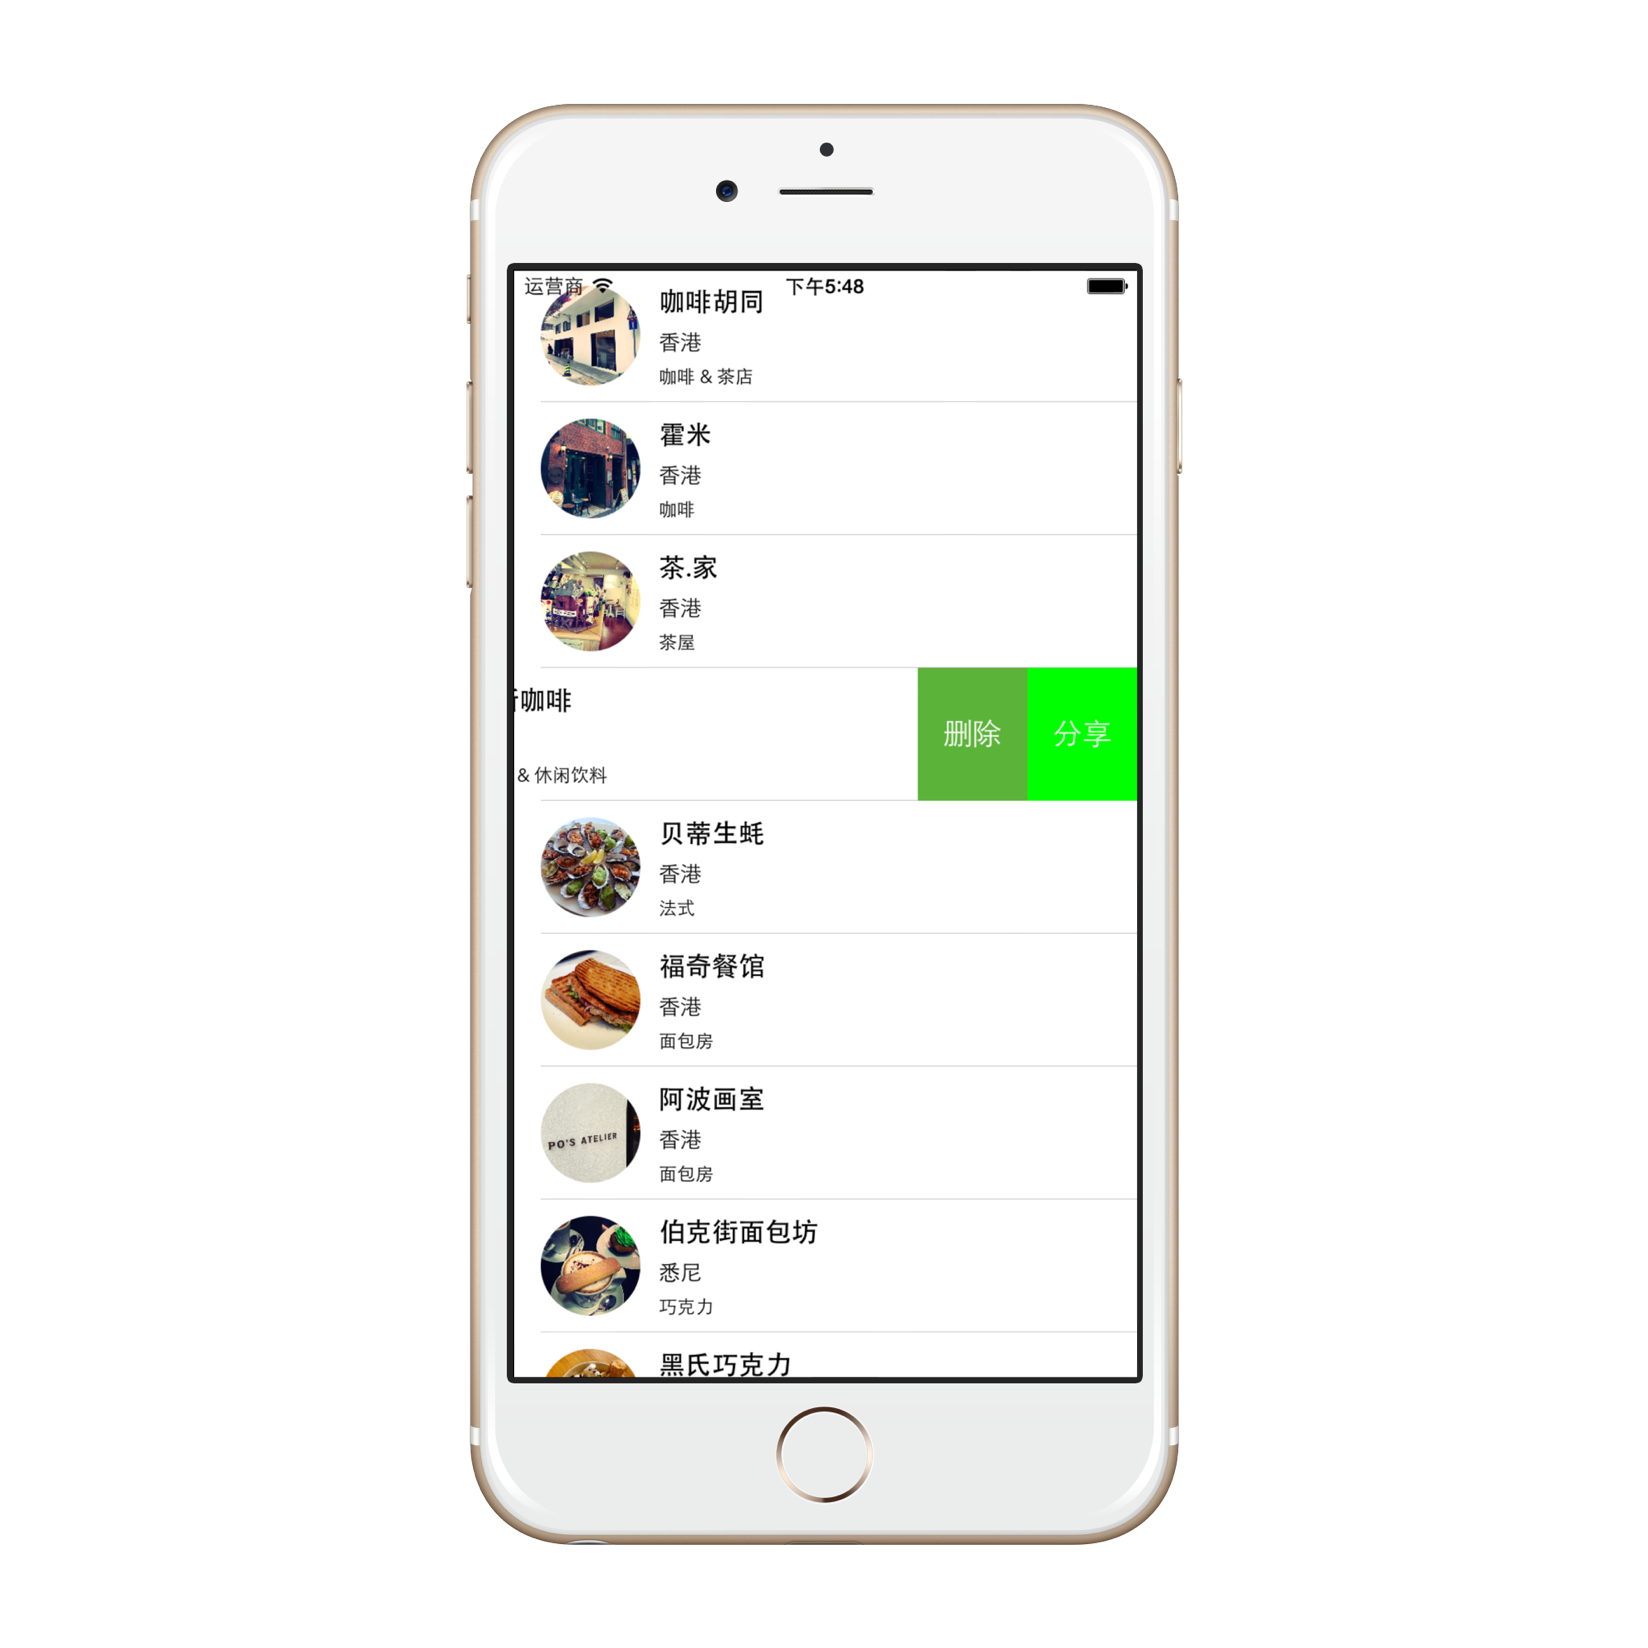 运营商 下午5:48
咖啡胡同
香港
咖啡 & 茶店
霍米
香港
咖啡
茶.家
香港
茶屋
咖啡
& 休闲饮料
删除 分享
贝蒂生蚝
香港
法式
福奇餐馆
香港
面包房
PO'S ATELIER
阿波画室
香港
面包房
伯克街面包坊
悉尼
巧克力
黑氏巧克力